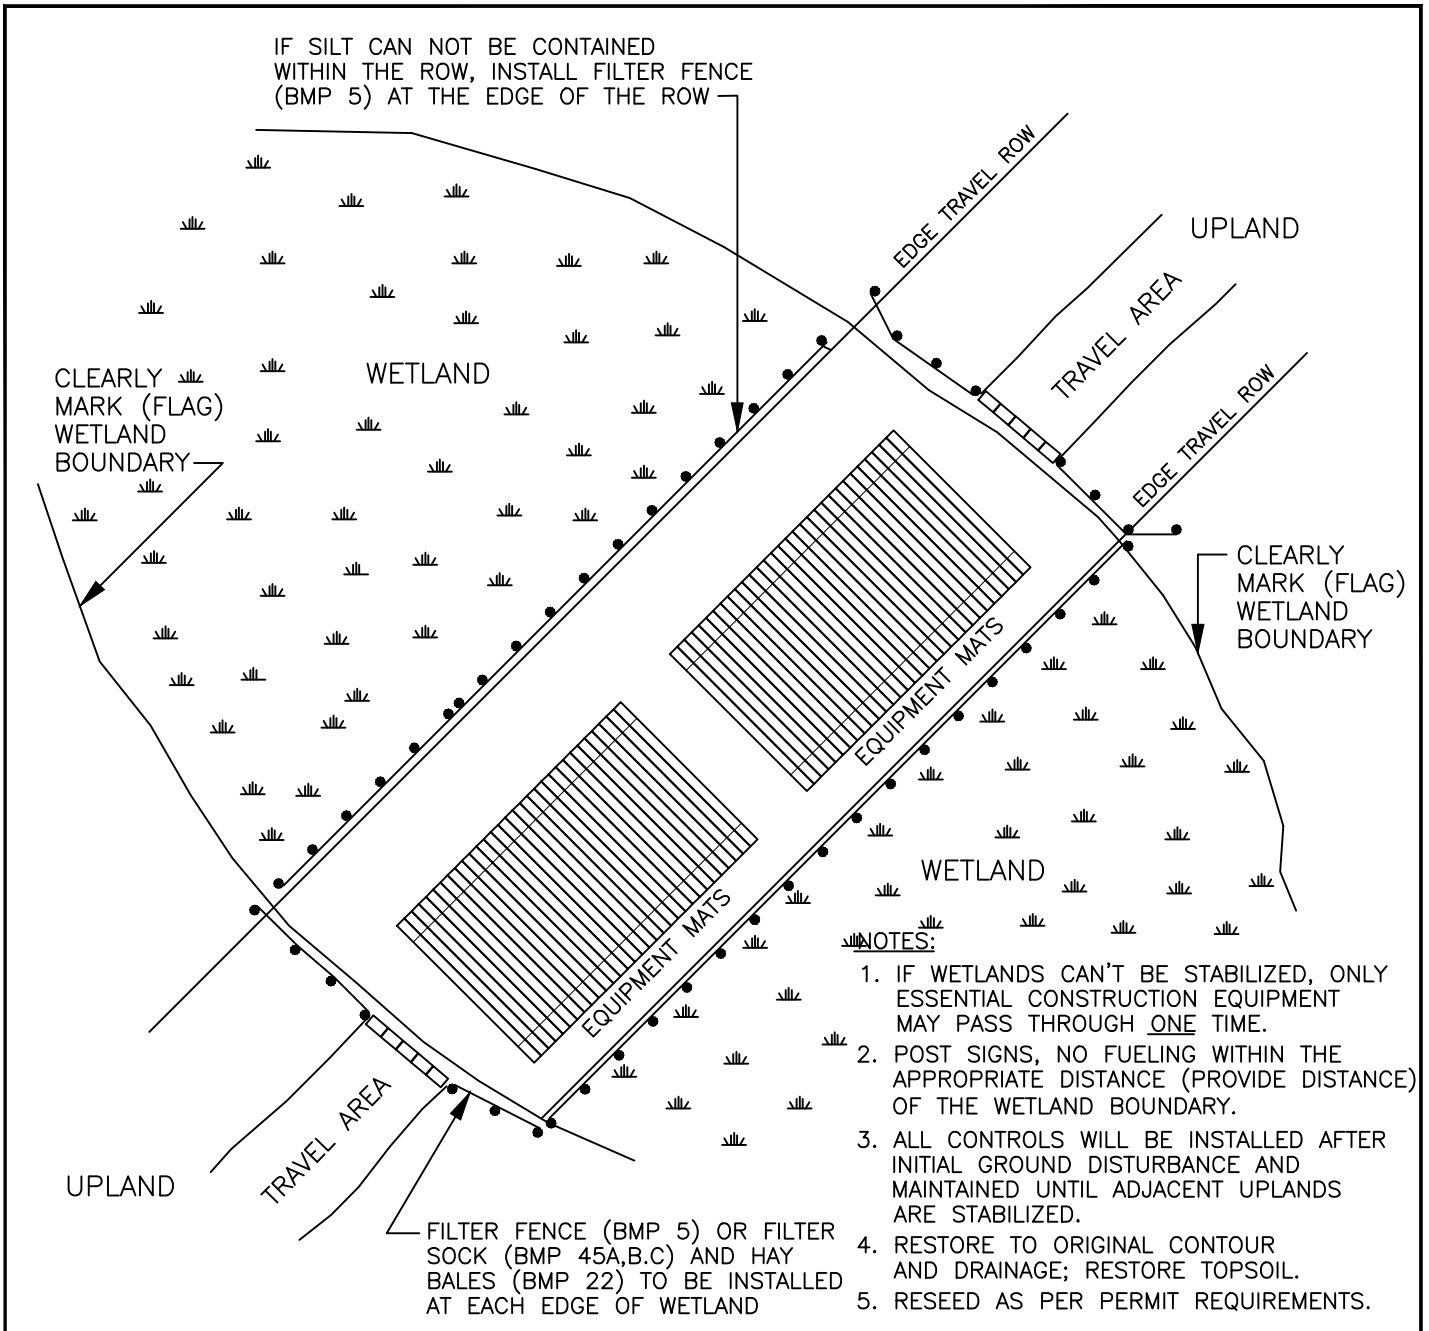 IF SILT CAN NOT BE CONTAINED
WITHIN THE ROW, INSTALL FILTER FENCE
(BMP 5) AT THE EDGE OF THE ROW
EDGE TRAVEL ROW
UPLAND
TRAVEL AREA
EDGE TRAVEL ROW
WETLAND
CLEARLY
MARK (FLAG)
WETLAND
BOUNDARY
CLEARLY
MARK (FLAG)
WETLAND
BOUNDARY
EQUIPMENT MATS
EQUIPMENT MATS
WETLAND
UPLAND
TRAVEL AREA
FILTER FENCE (BMP 5) OR FILTER
SOCK (BMP 45A,B.C) AND HAY
BALES (BMP 22) TO BE INSTALLED
AT EACH EDGE OF WETLAND
NOTES:
1. IF WETLANDS CAN'T BE STABILIZED, ONLY
ESSENTIAL CONSTRUCTION EQUIPMENT
MAY PASS THROUGH ONE TIME.
2. POST SIGNS, NO FUELING WITHIN THE
APPROPRIATE DISTANCE (PROVIDE DISTANCE)
OF THE WETLAND BOUNDARY.
3. ALL CONTROLS WILL BE INSTALLED AFTER
INITIAL GROUND DISTURBANCE AND
MAINTAINED UNTIL ADJACENT UPLANDS
ARE STABILIZED.
4. RESTORE TO ORIGINAL CONTOUR
AND DRAINAGE; RESTORE TOPSOIL.
5. RESEED AS PER PERMIT REQUIREMENTS.